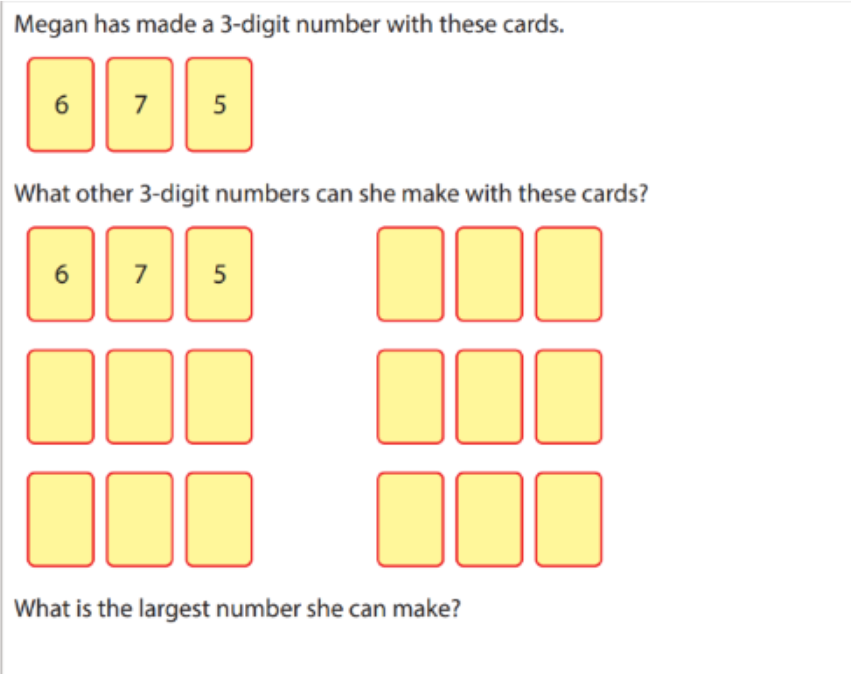 Megan has made a 3-digit number with these cards.
6 7 5
What other 3-digit numbers can she make with these cards?
6 7 5
What is the largest number she can make?